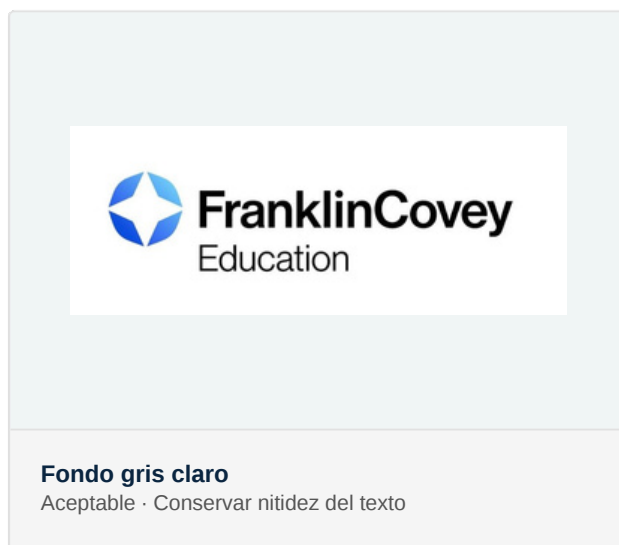 FranklinCovey
Education
Fondo gris claro
Aceptable · Conservar nitidez del texto